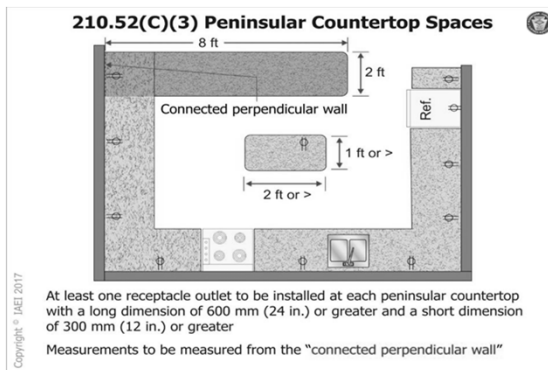 210.52(C)(3) Peninsular Countertop Spaces
8 ft
2 ft
Connected perpendicular wall
Ref.
1 ft or >
2 ft or >
At least one receptacle outlet to be installed at each peninsular countertop
with a long dimension of 600 mm (24 in.) or greater and a short dimension
of 300 mm (12 in.) or greater
Measurements to be measured from the “connected perpendicular wall”
Copyright © IAEI 2017